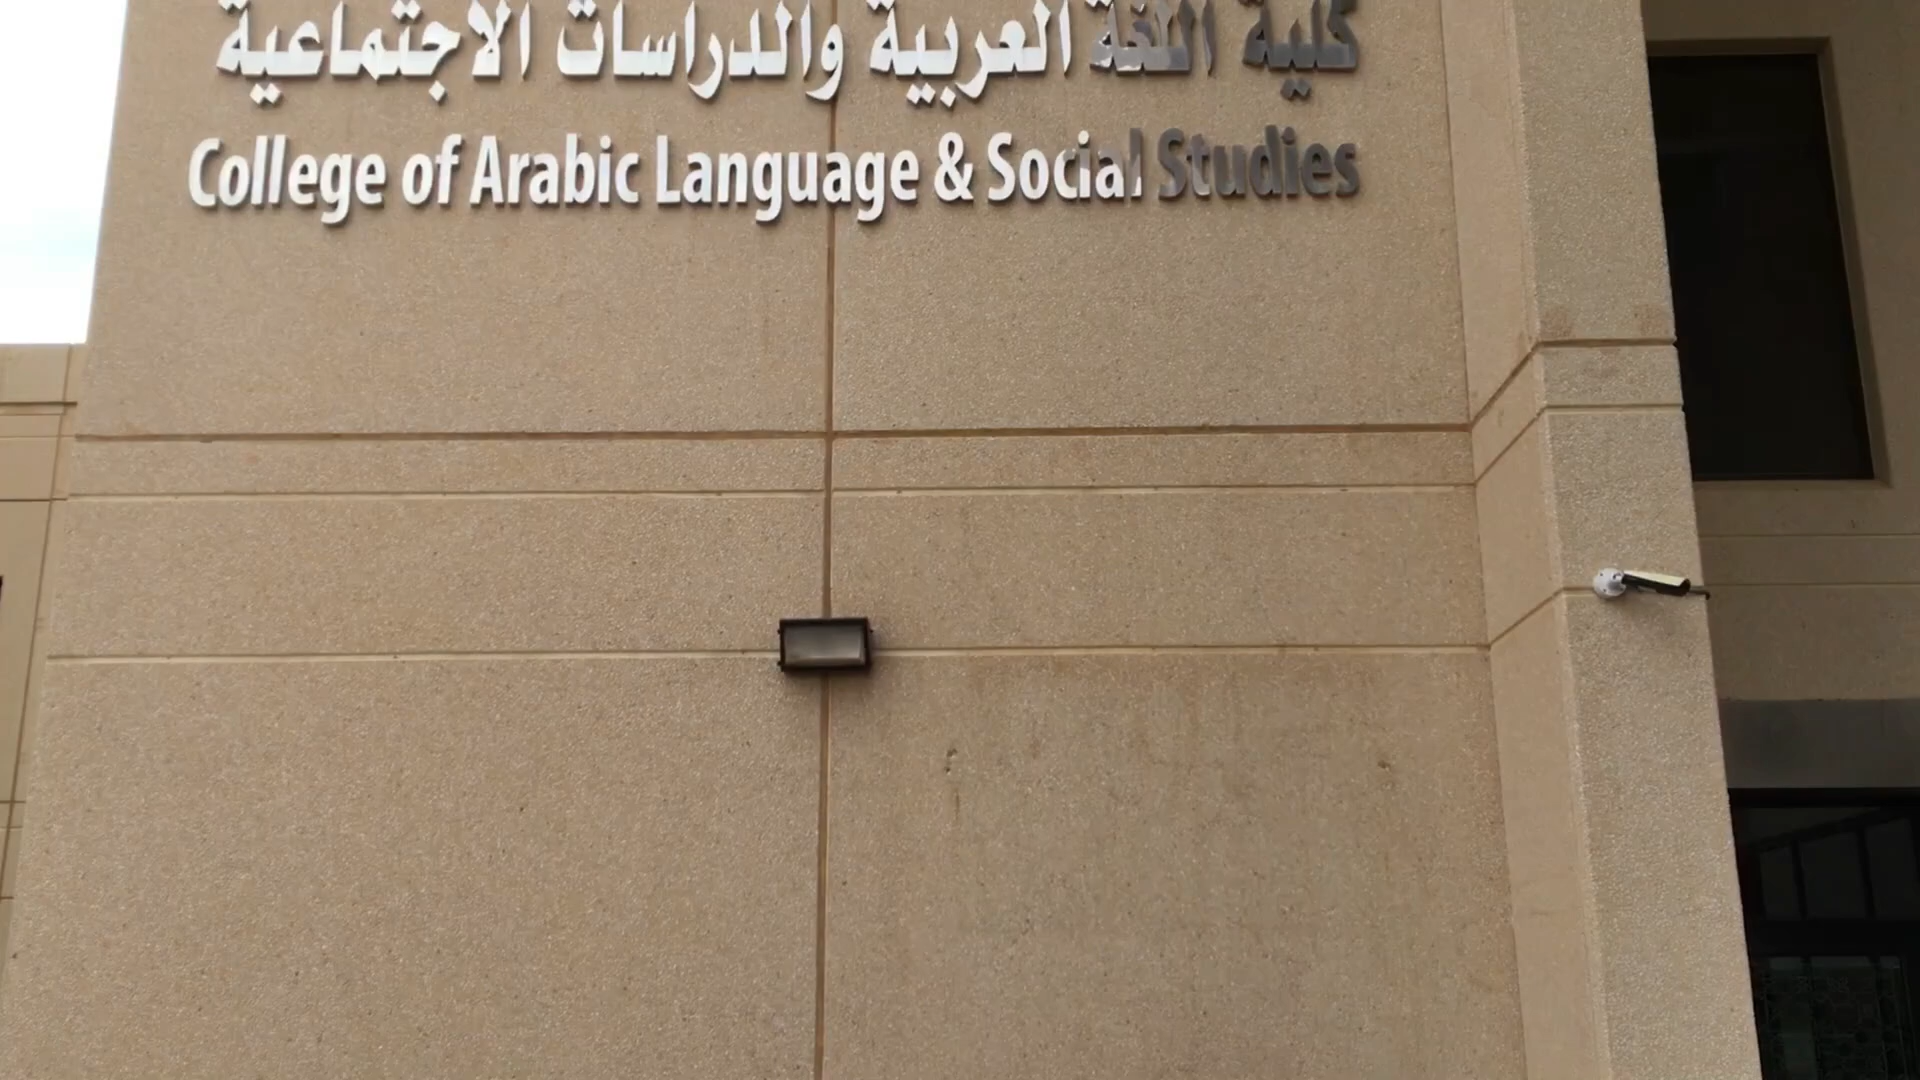 كلية اللغة العربية والدراسات الاجتماعية
College of Arabic Language & Social Studies